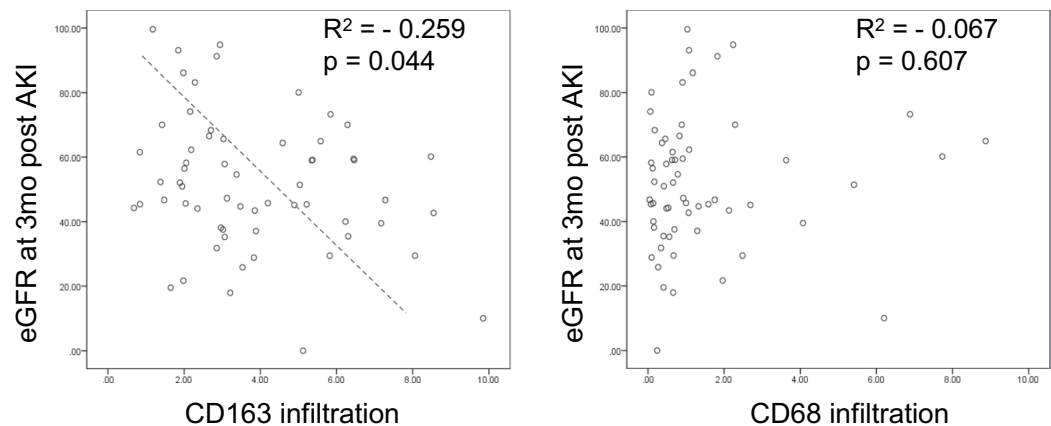 R² = - 0.259
p = 0.044
eGFR at 3mo post AKI
100.00
80.00
60.00
40.00
20.00
.00
.00 2.00 4.00 6.00 8.00 10.00
CD163 infiltration
R² = - 0.067
p = 0.607
eGFR at 3mo post AKI
100.00
80.00
60.00
40.00
20.00
.00
.00 2.00 4.00 6.00 8.00 10.00
CD68 infiltration